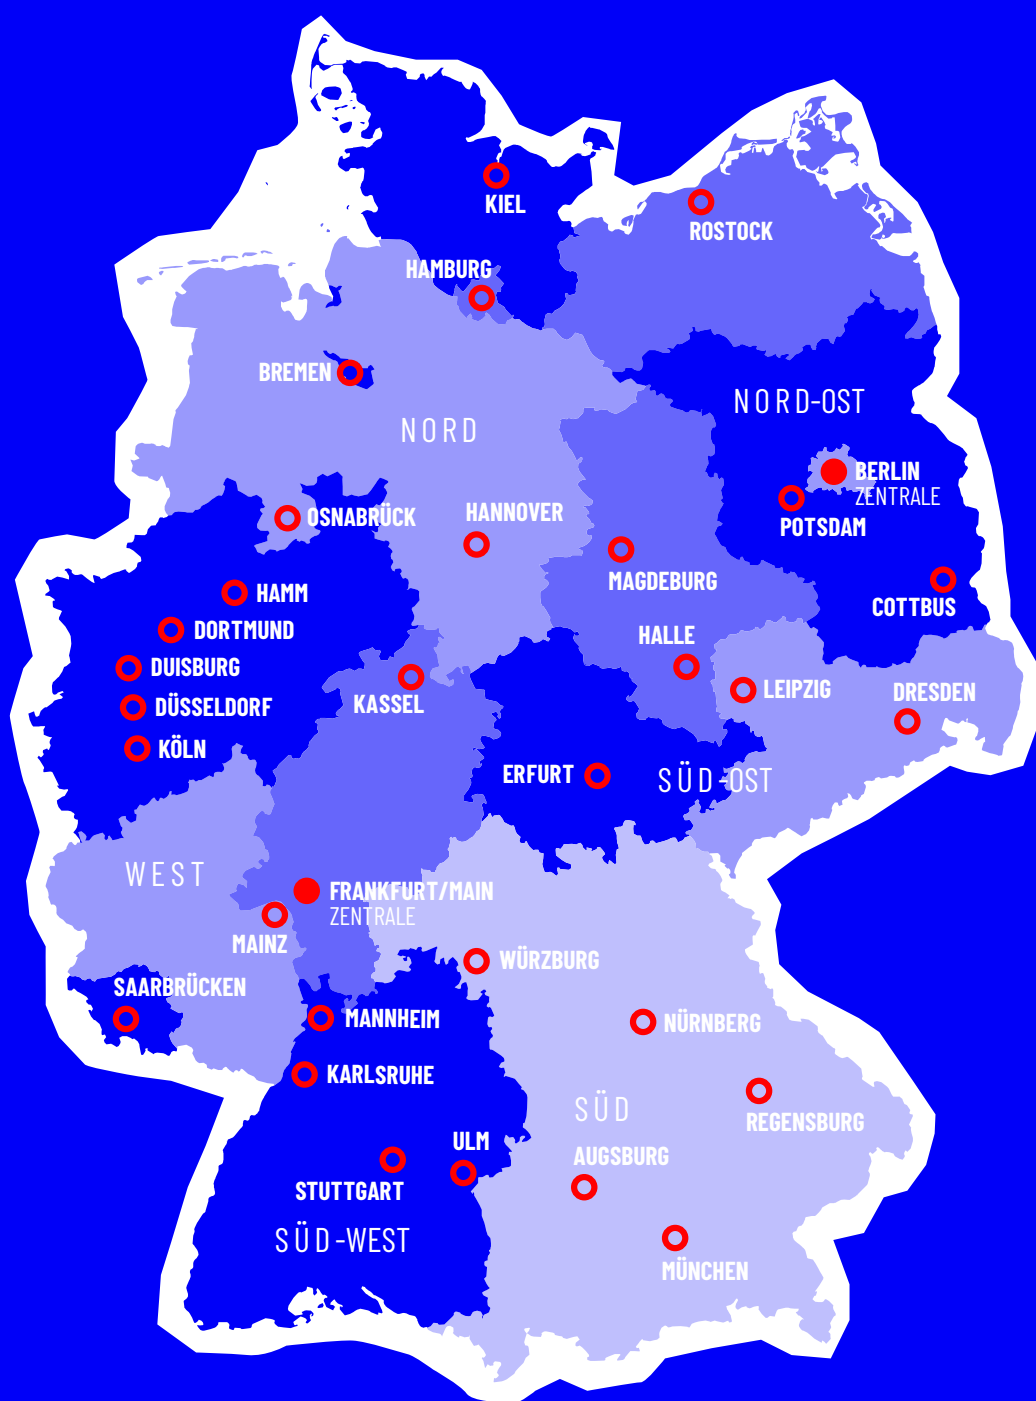 KIEL
ROSTOCK
HAMBURG
BREMEN
NORD-OST
NORD
BERLIN
ZENTRALE
OSNABRÜCK
HANNOVER
POTSDAM
MAGDEBURG
HAMM
COTTBUS
DORTMUND
HALLE
DUISBURG
LEIPZIG
DRESDEN
KASSEL
DÜSSELDORF
KÖLN
ERFURT
SÜD-OST
WEST
FRANKFURT/MAIN
ZENTRALE
MAINZ
WÜRZBURG
SAARBRÜCKEN
MANNHEIM
NÜRNBERG
KARLSRUHE
SÜD
REGENSBURG
ULM
AUGSBURG
STUTTGART
SÜD-WEST
MÜNCHEN